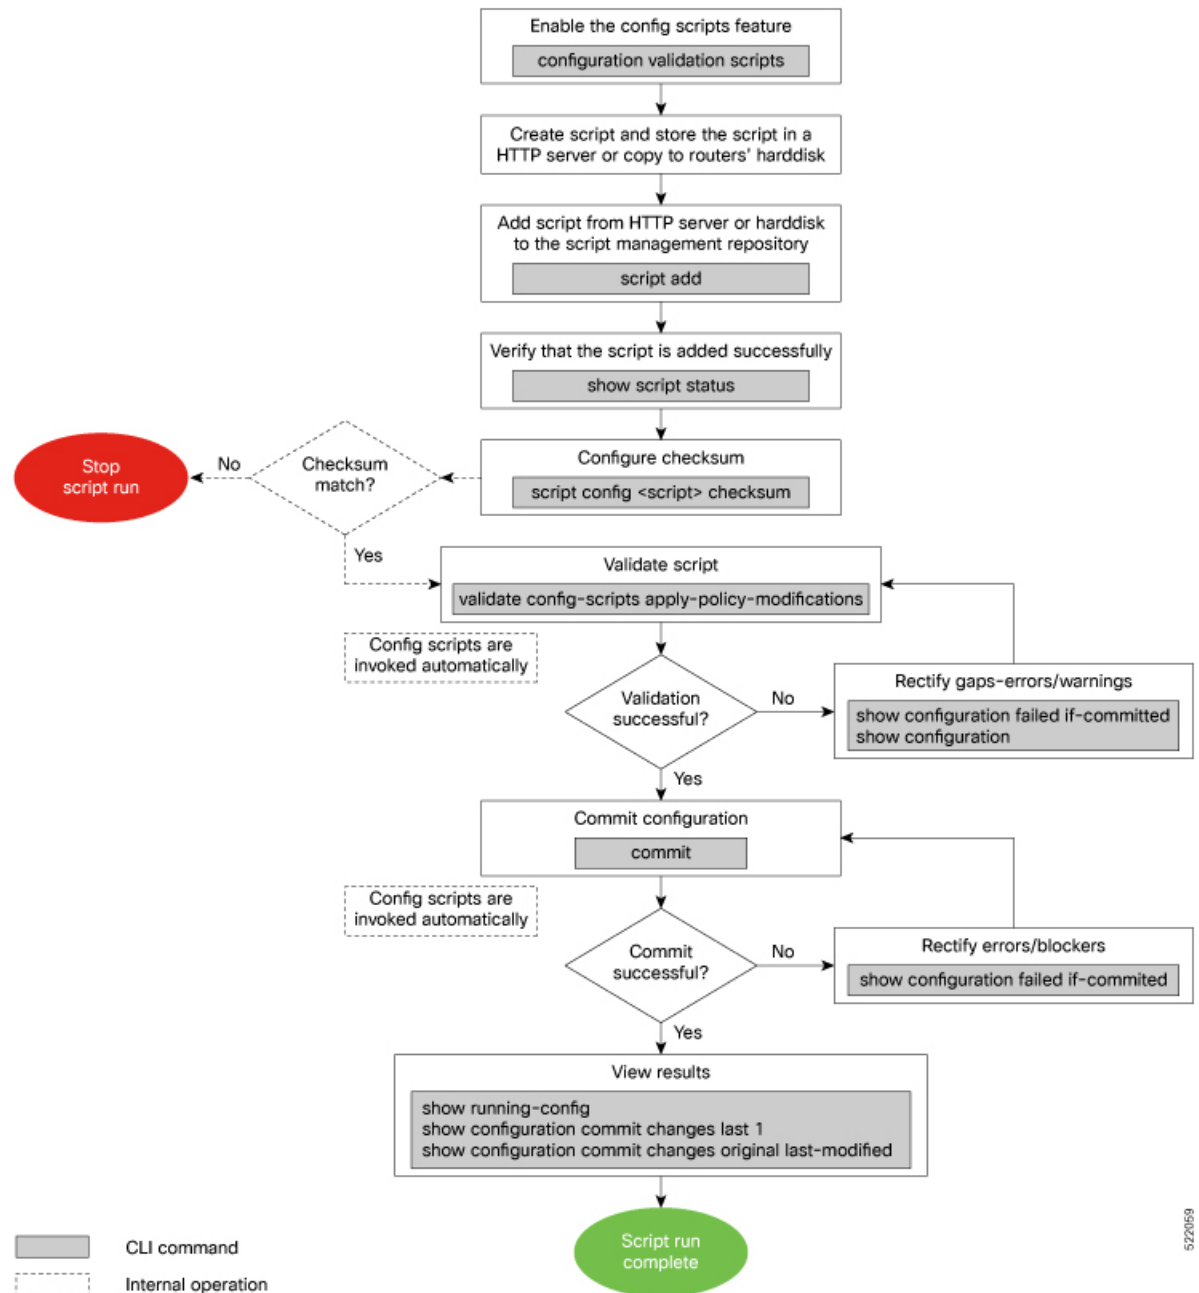 Enable the config scripts feature
configuration validation scripts
Create script and store the script in a
HTTP server or copy to routers' harddisk
Add script from HTTP server or harddisk
to the script management repository
script add
Verify that the script is added successfully
show script status
Configure checksum
script config <script> checksum
Checksum
match?
No
Stop
script run
Yes
Validate script
validate config-scripts apply-policy-modifications
Config scripts are
invoked automatically
Validation
successful?
No
Rectify gaps-errors/warnings
show configuration failed if-committed
show configuration
Yes
Commit configuration
commit
Config scripts are
invoked automatically
Commit
successful?
No
Rectify errors/blockers
show configuration failed if-commited
Yes
View results
show running-config
show configuration commit changes last 1
show configuration commit changes original last-modified
Script run
complete
CLI command
Internal operation
522059